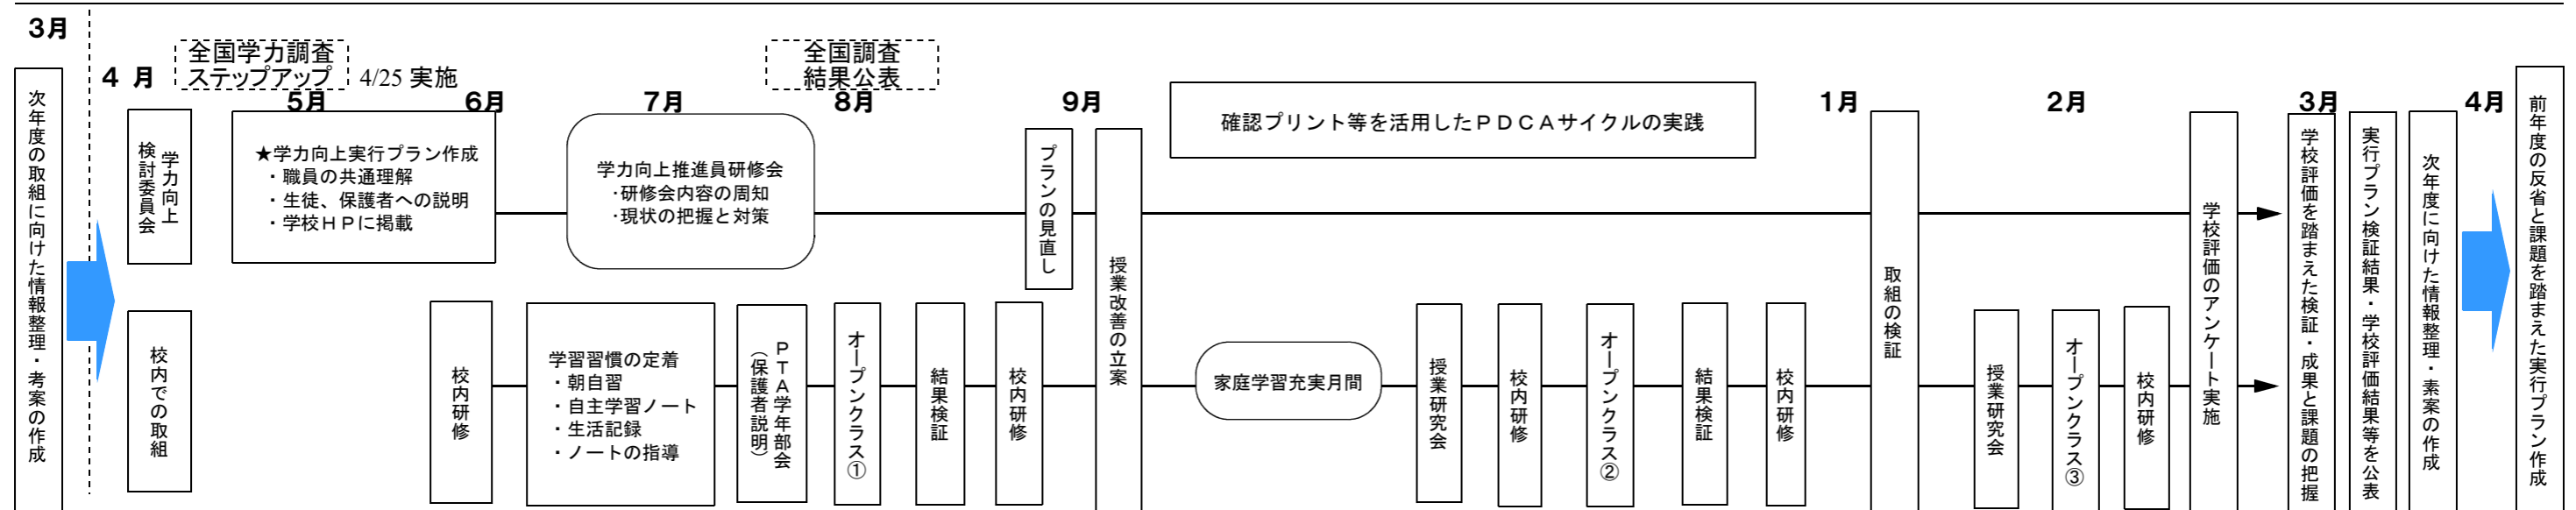 3月
次年度の取組に向けた情報整理・考案の作成
4 月
全国学力調査
ステップアップ
4/25 実施
5月
6月
7月
全国調査
結果公表
8月
9月
1月
2月
3月
4月
学力向上
検討委員会
★学力向上実行プラン作成
・職員の共通理解
・生徒、保護者への説明
・学校HPに掲載
学力向上推進員研修会
・研修会内容の周知
・現状の把握と対策
プランの見直し
授業改善の立案
確認プリント等を活用したPDCAサイクルの実践
取組の検証
学校評価のアンケート実施
学校評価を踏まえた検証・成果と課題の把握
実行プラン検証結果・学校評価結果等を公表
次年度に向けた情報整理・素案の作成
前年度の反省と課題を踏まえた実行プラン作成
校内での取組
校内研修
学習習慣の定着
・朝自習
・自主学習ノート
・生活記録
・ノートの指導
PTA学年部会
(保護者説明)
オープンクラス①
結果検証
校内研修
家庭学習充実月間
授業研究会
校内研修
オープンクラス②
結果検証
校内研修
授業研究会
オープンクラス③
校内研修